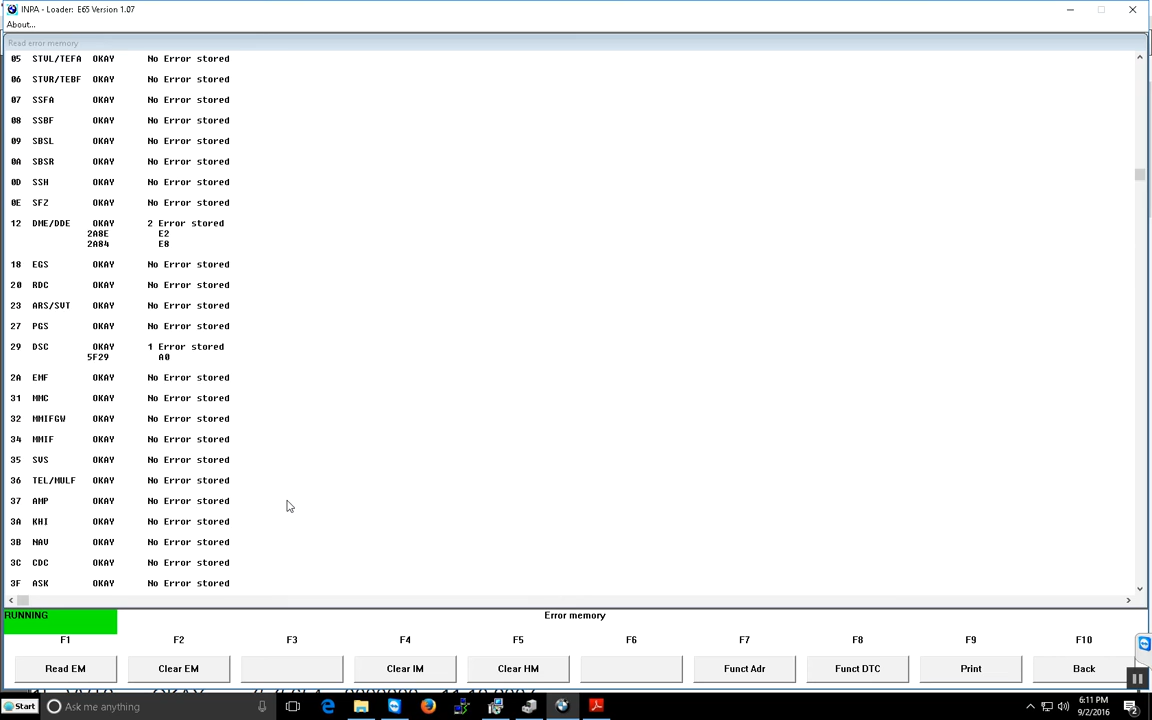 INPA - Loader: E65 Version 1.07
About...
Read error memory
05 STVL/TEFA OKAY No Error stored
06 STVR/TEBF OKAY No Error stored
07 SSFA OKAY No Error stored
08 SSBF OKAY No Error stored
09 SBSL OKAY No Error stored
0A SBSR OKAY No Error stored
0D SSH OKAY No Error stored
0E SFZ OKAY No Error stored
12 DME/DDE OKAY 2 Error stored
2A8E E2
2A84 E8
18 EGS OKAY No Error stored
20 RDC OKAY No Error stored
23 ARS/SVT OKAY No Error stored
27 PGS OKAY No Error stored
29 DSC OKAY 1 Error stored
5F29 A0
2A EMF OKAY No Error stored
31 MMC OKAY No Error stored
32 MMIFGW OKAY No Error stored
34 MMIF OKAY No Error stored
35 SVS OKAY No Error stored
36 TEL/MULF OKAY No Error stored
37 AMP OKAY No Error stored
3A KHI OKAY No Error stored
3B NAV OKAY No Error stored
3C CDC OKAY No Error stored
3F ASK OKAY No Error stored
RUNNING Error memory
F1 F2 F3 F4 F5 F6 F7 F8 F9 F10
Read EM Clear EM Clear IM Clear HM Funct Adr Funct DTC Print Back
Start Ask me anything 6:11 PM
9/2/2016 2